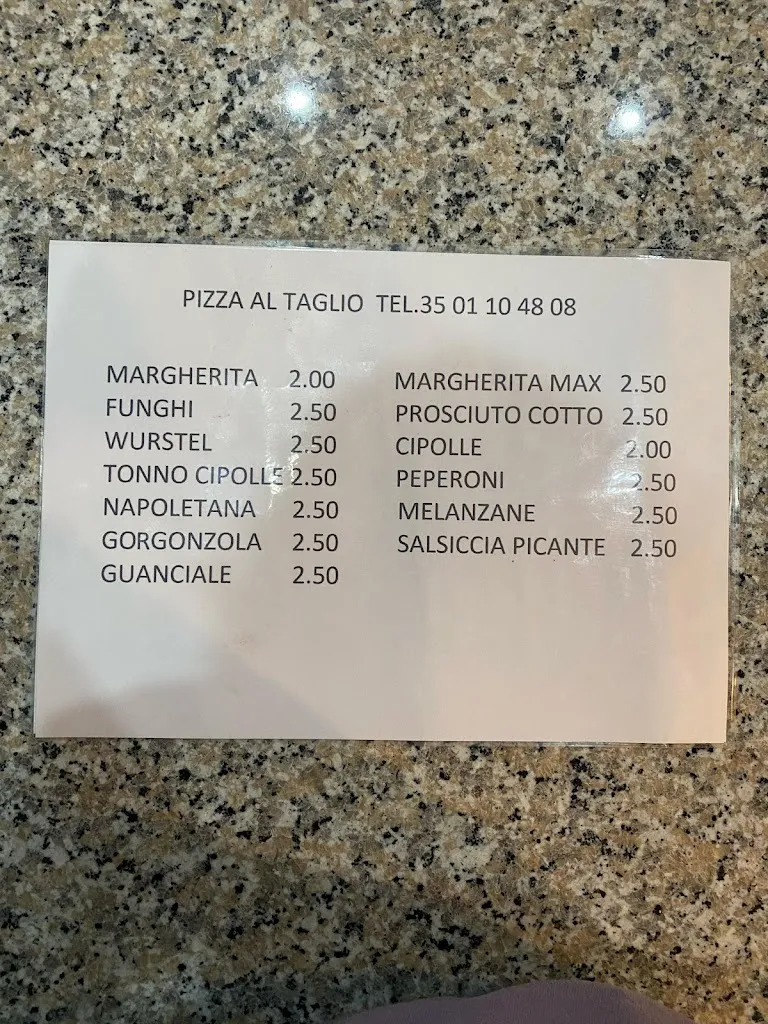 PIZZA AL TAGLIO TEL.35 01 10 48 08
MARGHERITA 2.00
FUNGHI 2.50
WURSTEL 2.50
TONNO CIPOLLE 2.50
NAPOLETANA 2.50
GORGONZOLA 2.50
GUANCIALE 2.50
MARGHERITA MAX 2.50
PROSCIUTO COTTO 2.50
CIPOLLE 2.00
PEPERONI 2.50
MELANZANE 2.50
SALSICCIA PICANTE 2.50